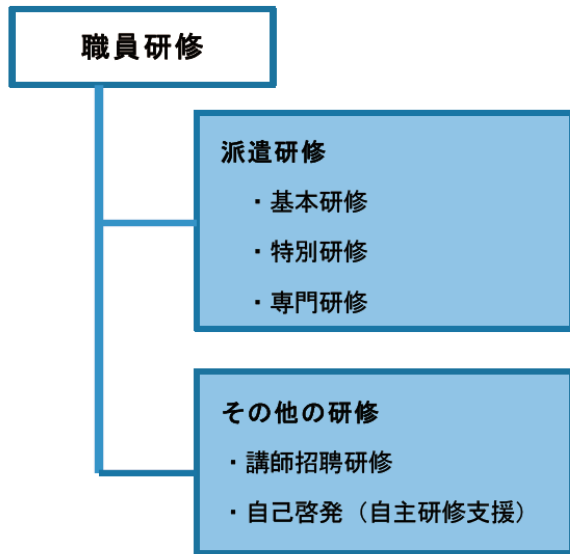 職員研修
派遣研修
・基本研修
・特別研修
・専門研修
その他の研修
・講師招聘研修
・自己啓発（自主研修支援）